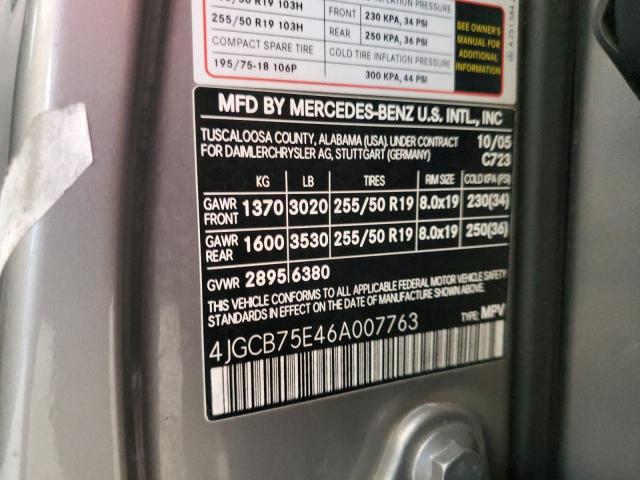 255/50 R19 103H
FRONT 230 KPA, 34 PSI
REAR 250 KPA, 36 PSI
COMPACT SPARE TIRE
195/75-18 106P
COLD TIRE INFLATION PRESSURE
300 KPA, 44 PSI
SEE OWNER'S
MANUAL FOR
ADDITIONAL
INFORMATION
MFD BY MERCEDES-BENZ U.S. INTL., INC
TUSCALOOSA COUNTY, ALABAMA (USA). UNDER CONTRACT 10/05
FOR DAIMLERCHRYSLER AG, STUTTGART (GERMANY) C723
KG LB TIRES RIM SIZE COLD KPA (PSI)
GAWR FRONT 1370 3020 255/50 R19 8.0x19 230(34)
GAWR REAR 1600 3530 255/50 R19 8.0x19 250(36)
GVWR 2895 6380
THIS VEHICLE CONFORMS TO ALL APPLICABLE FEDERAL MOTOR VEHICLE SAFETY
STANDARDS IN EFFECT ON THE DATE OF MANUFACTURE SHOWN ABOVE.
4JGCB75E46A007763 TYPE: MPV